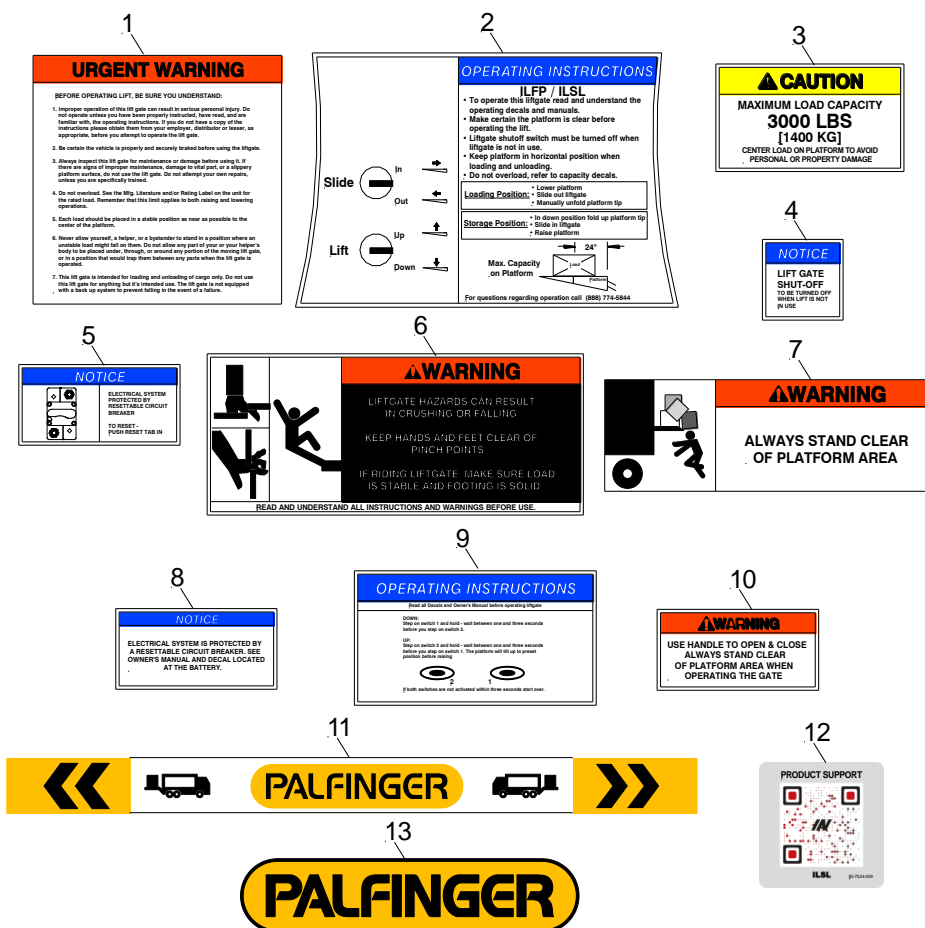 1
URGENT WARNING
BEFORE OPERATING LIFT, BE SURE YOU UNDERSTAND:
1. Improper operation of this lift gate can result in serious personal injury. Do
not operate unless you have been properly instructed, have read, and are
familiar with, the operating instructions. If you do not have a copy of the
instructions please obtain them from your employer, distributor or lesser, as
appropriate, before you attempt to operate the lift gate.
2. Be certain the vehicle is properly and securely braked before using the liftgate.
3. Always inspect this lift gate for maintenance or damage before using it. If
there are signs of improper maintenance, damage to vital part, or a slippery
platform surface, do not use the lift gate. Do not attempt your own repairs,
unless you are specifically trained.
4. Do not overload. See the Mfg. Literature and/or Rating Label on the unit for
the rated load. Remember that this limit applies to both raising and lowering
operations.
5. Each load should be placed in a stable position as near as possible to the
center of the platform.
6. Never allow yourself, a helper, or a bystander to stand in a position where an
unstable load might fall on them. Do not allow any part of your or your helper's
body to be placed under, through, or around any portion of the moving lift gate,
or in a position that would trap them between any parts when the lift gate is
operated.
7. This lift gate is intended for loading and unloading of cargo only. Do not use
this lift gate for anything but it's intended use. The lift gate is not equipped
with a back up system to prevent falling in the event of a failure.
2
OPERATING INSTRUCTIONS
ILFP / ILSL
• To operate this liftgate read and understand the
operating decals and manuals.
• Make certain the platform is clear before
operating the lift.
• Liftgate shutoff switch must be turned off when
liftgate is not in use.
• Keep platform in horizontal position when
loading and unloading.
• Do not overload, refer to capacity decals.
Slide
In
Out
Lift
Up
Down
Loading Position:
• Lower platform
• Slide out liftgate
• Manually unfold platform tip
Storage Position:
• In down position fold up platform tip
• Slide in liftgate
• Raise platform
24"
Max. Capacity
on Platform
Load
Platform
For questions regarding operation call (888) 774-5844
3
CAUTION
MAXIMUM LOAD CAPACITY
3000 LBS
[1400 KG]
CENTER LOAD ON PLATFORM TO AVOID
PERSONAL OR PROPERTY DAMAGE
4
NOTICE
LIFT GATE
SHUT-OFF
TO BE TURNED OFF
WHEN LIFT IS NOT
IN USE
5
NOTICE
ELECTRICAL SYSTEM
PROTECTED BY
RESETTABLE CIRCUIT
BREAKER
TO RESET -
PUSH RESET TAB IN
6
WARNING
LIFTGATE HAZARDS CAN RESULT
IN CRUSHING OR FALLING
KEEP HANDS AND FEET CLEAR OF
PINCH POINTS
IF RIDING LIFTGATE, MAKE SURE LOAD
IS STABLE AND FOOTING IS SOLID
READ AND UNDERSTAND ALL INSTRUCTIONS AND WARNINGS BEFORE USE.
7
WARNING
ALWAYS STAND CLEAR
OF PLATFORM AREA
8
NOTICE
ELECTRICAL SYSTEM IS PROTECTED BY
A RESETTABLE CIRCUIT BREAKER. SEE
OWNER'S MANUAL AND DECAL LOCATED
AT THE BATTERY.
9
OPERATING INSTRUCTIONS
Read all Decals and Owner's Manual before operating liftgate
DOWN:
Step on switch 1 and hold - wait between one and three seconds
before you step on switch 2.
UP:
Step on switch 2 and hold - wait between one and three seconds
before you step on switch 1. The platform will tilt up to preset
position before raising
2
1
If both switches are not activated within three seconds start over.
10
WARNING
USE HANDLE TO OPEN & CLOSE
ALWAYS STAND CLEAR
OF PLATFORM AREA WHEN
OPERATING THE GATE
11
PALFINGER
12
PRODUCT SUPPORT
ILSL
13
PALFINGER